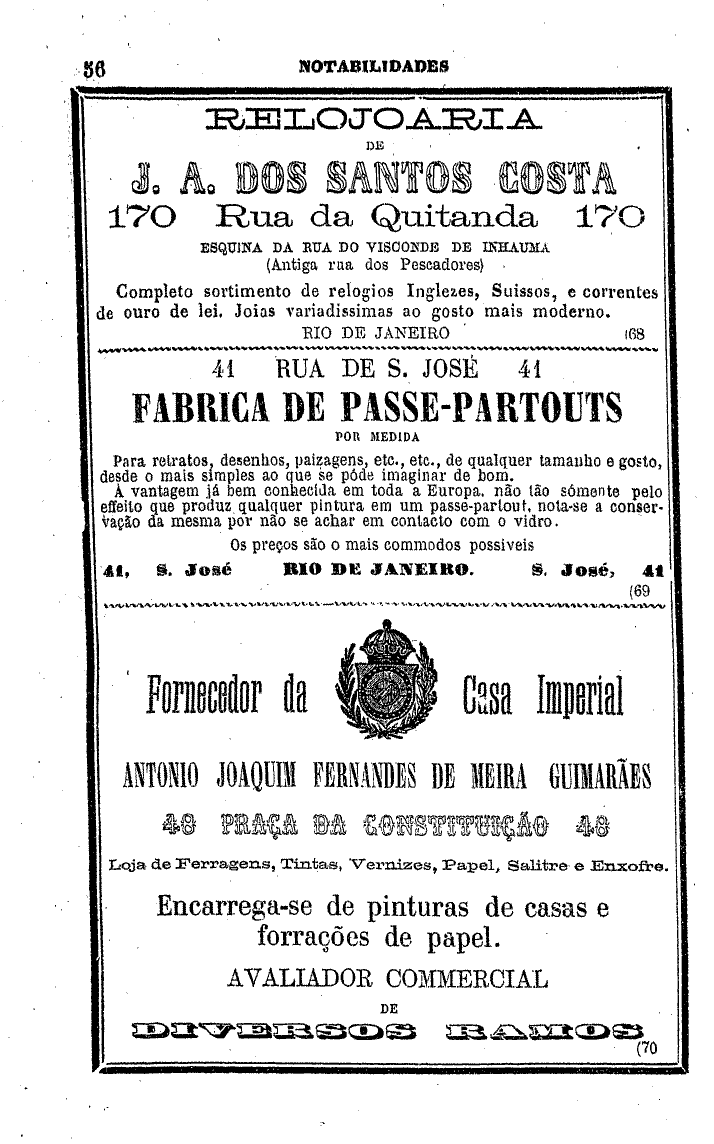 56 NOTABILIDADES
RELOJOARIA
DE
J. A. DOS SANTOS COSTA
170 Rua da Quitanda 170
ESQUINA DA RUA DO VISCONDE DE INHAUMA
(Antiga rua dos Pescadores)
Completo sortimento de relogios Inglezes, Suissos, e correntes
de ouro de lei. Joias variadissimas ao gosto mais moderno.
RIO DE JANEIRO (68
41 RUA DE S. JOSÉ 41
FABRICA DE PASSE-PARTOUTS
POR MEDIDA
Para retratos, desenhos, paizagens, etc., etc., de qualquer tamanho e gosto,
desde o mais simples ao que se póde imaginar de bom.
A vantagem já bem conhecida em toda a Europa, não tão sómente pelo
effeito que produz qualquer pintura em um passe-partout, nota-se a conser-
vação da mesma por não se achar em contacto com o vidro.
Os preços são o mais commodos possiveis
41, S. José RIO DE JANEIRO. S. José, 41
(69
Fornecedor da Casa Imperial
ANTONIO JOAQUIM FERNANDES DE MEIRA GUIMARÃES
48 PRAÇA DA CONSTITUIÇÃO 48
Loja de Ferragens, Tintas, Vernizes, Papel, Salitre e Enxofre.
Encarrega-se de pinturas de casas e
forrações de papel.
AVALIADOR COMMERCIAL
DE
DIVERSOS RAMOS
(70